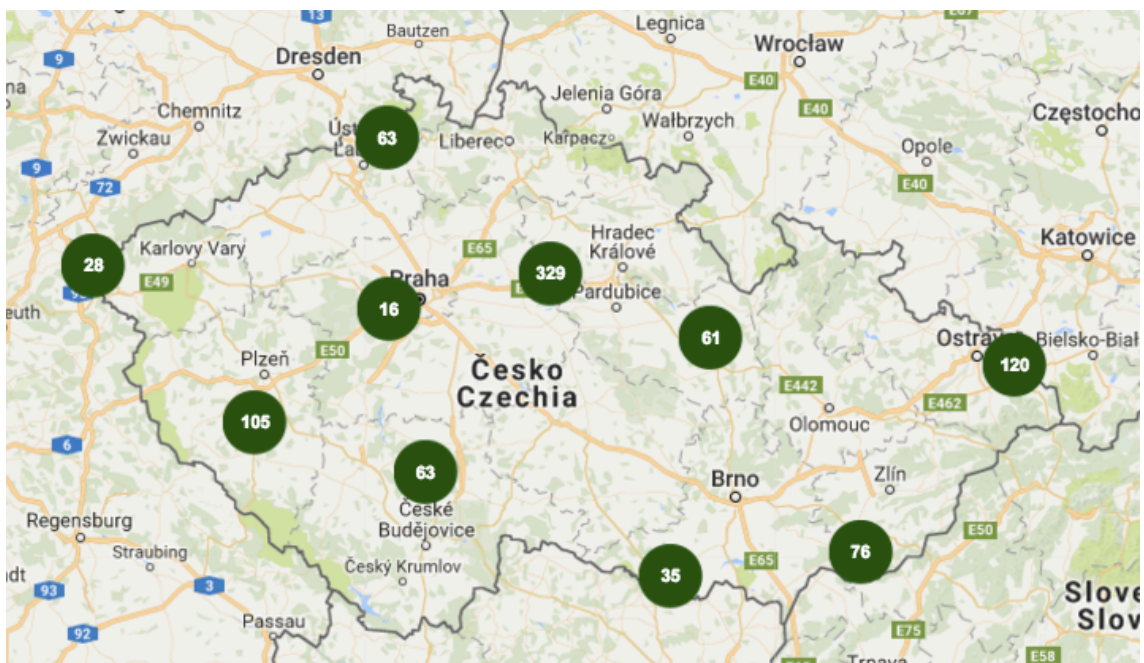 13
Bautzen
Legnica
Dresden
Wrocław
9
E40
Jelenia Góra
Chemnitz
E40
Częstocho
63
Wałbrzych
Zwickau
Liberec
Karpacz
Opole
9
72
E40
Hradec
Králové
Karlovy Vary
E65
Katowice
28
329
E49
Praha
Pardubice
16
61
Ostrav
Bielsko-Biał
Plzeň
E50
120
Česko
Czechia
E442
E462
105
Olomouc
6
63
Zlín
Brno
České
Budějovice
Regensburg
E50
Straubing
76
Český Krumlov
E65
35
93
3
Slove
Slov
Passau
92
E75
E58
Trnava